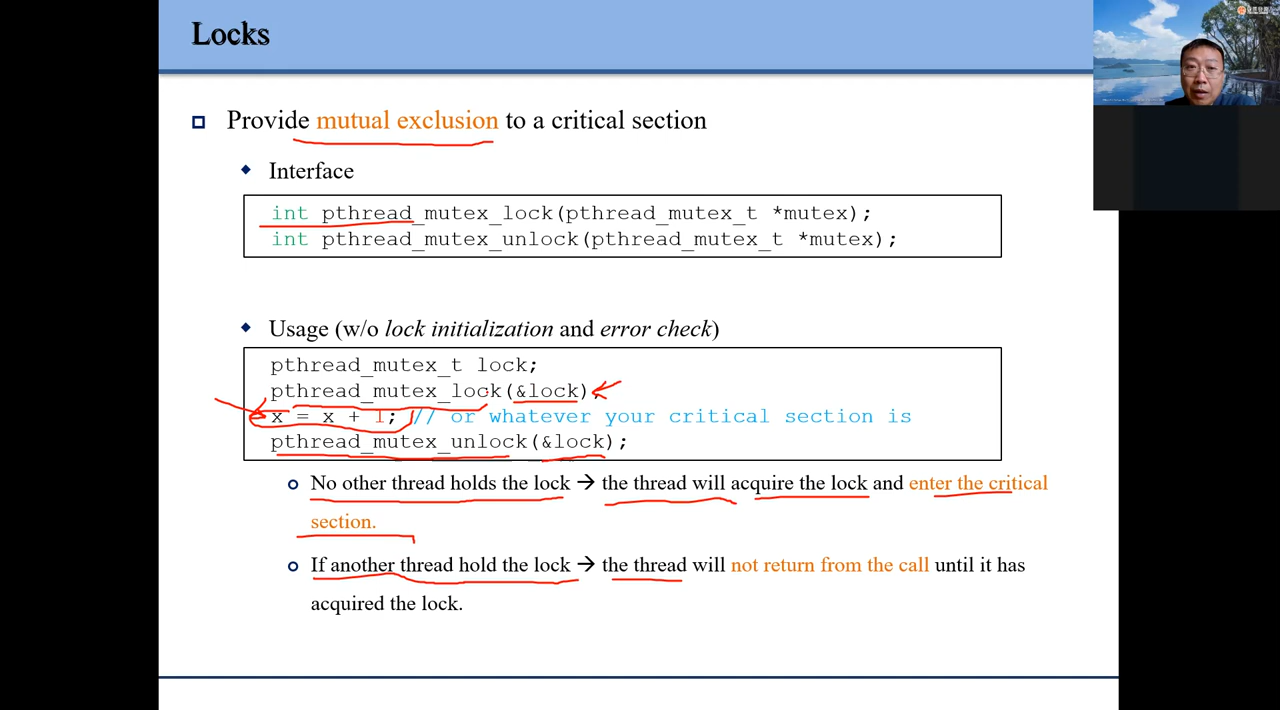 Locks
Provide mutual exclusion to a critical section
Interface
int pthread_mutex_lock(pthread_mutex_t *mutex);
int pthread_mutex_unlock(pthread_mutex_t *mutex);
Usage (w/o lock initialization and error check)
pthread_mutex_t lock;
pthread_mutex_lock(&lock);
x = x + 1; // or whatever your critical section is
pthread_mutex_unlock(&lock);
No other thread holds the lock → the thread will acquire the lock and enter the critical
section.
If another thread hold the lock → the thread will not return from the call until it has
acquired the lock.